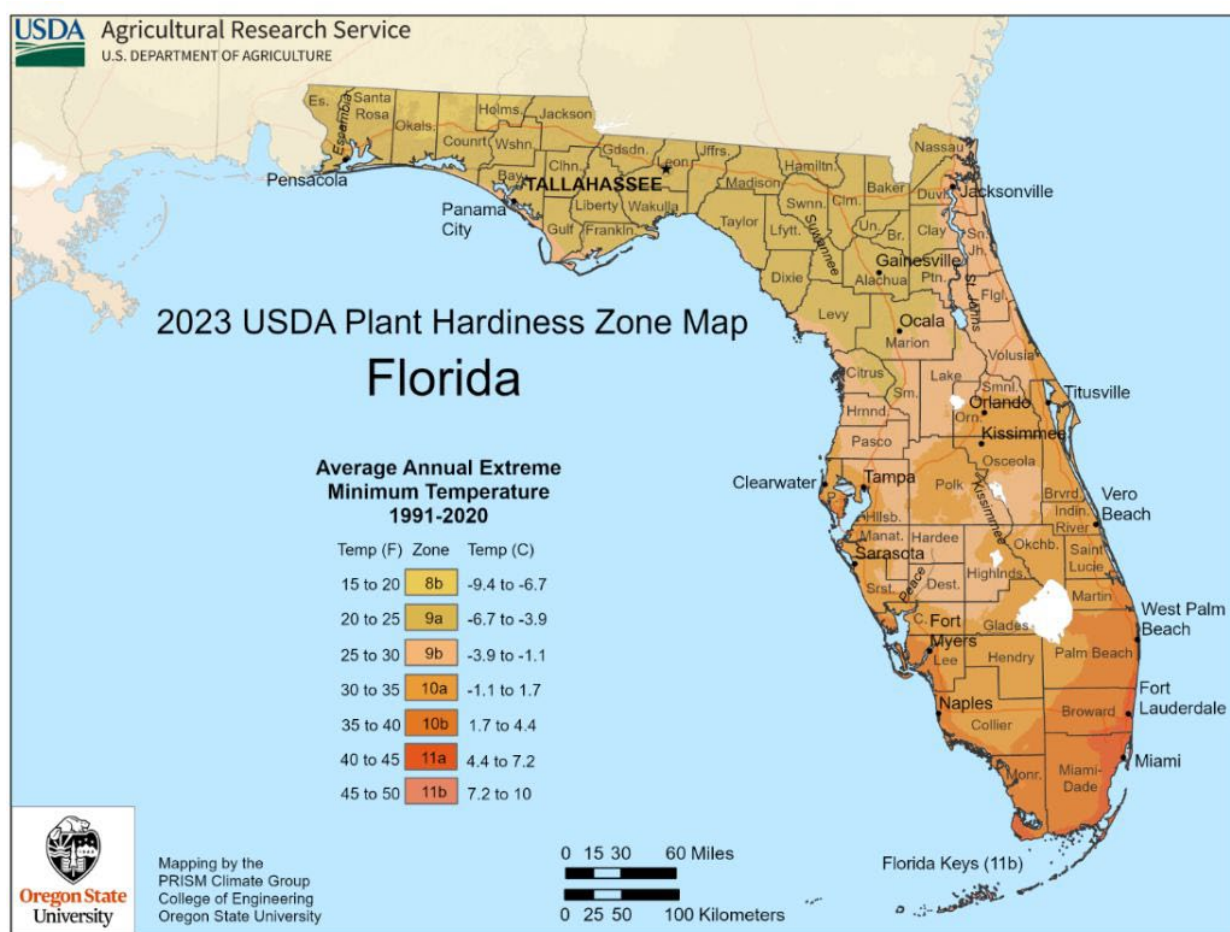 USDA
Agricultural Research Service
U.S. DEPARTMENT OF AGRICULTURE
Es.
Santa
Rosa
Escambia
Okals.
Holms.
Jackson
Counrt
Wshn.
Bay
Clhn.
Gdsdn.
Leon
Jffrs.
Madison
Hamiltn.
Nassau
Pensacola
TALLAHASSEE
Panama
City
Liberty
Wakulla
Gulf
Frankln.
Taylor
Lfytt.
Swnn.
Suwannee
Clm.
Baker
Duvl.
Jacksonville
Un.
Br.
Clay
Sn.
Jh.
Dixie
Gainesville
Alachua
Ptn.
St. Johns
Flgl.
Levy
Ocala
Marion
Volusia
2023 USDA Plant Hardiness Zone Map
Florida
Citrus
Sm.
Lake
Smnl.
Titusville
Hrnnd.
Orlando
Orn.
Pasco
Kissimmee
Osceola
Clearwater
Tampa
P.
Polk
Kissimmee
Brvrd.
Vero
Beach
Hllsb.
Indin.
River
Manat.
Hardee
Okchb.
Sarasota
Saint
Lucie
Srst.
Peace
Dest.
Highlnds.
Martin
C.
Fort
Myers
Glades
West Palm
Beach
Lee
Hendry
Palm Beach
Naples
Collier
Broward
Fort
Lauderdale
Monr.
Miami-
Dade
Miami
Florida Keys (11b)
Average Annual Extreme
Minimum Temperature
1991-2020
Temp (F) Zone Temp (C)
15 to 20 8b -9.4 to -6.7
20 to 25 9a -6.7 to -3.9
25 to 30 9b -3.9 to -1.1
30 to 35 10a -1.1 to 1.7
35 to 40 10b 1.7 to 4.4
40 to 45 11a 4.4 to 7.2
45 to 50 11b 7.2 to 10
Oregon State
University
Mapping by the
PRISM Climate Group
College of Engineering
Oregon State University
0 15 30 60 Miles
0 25 50 100 Kilometers